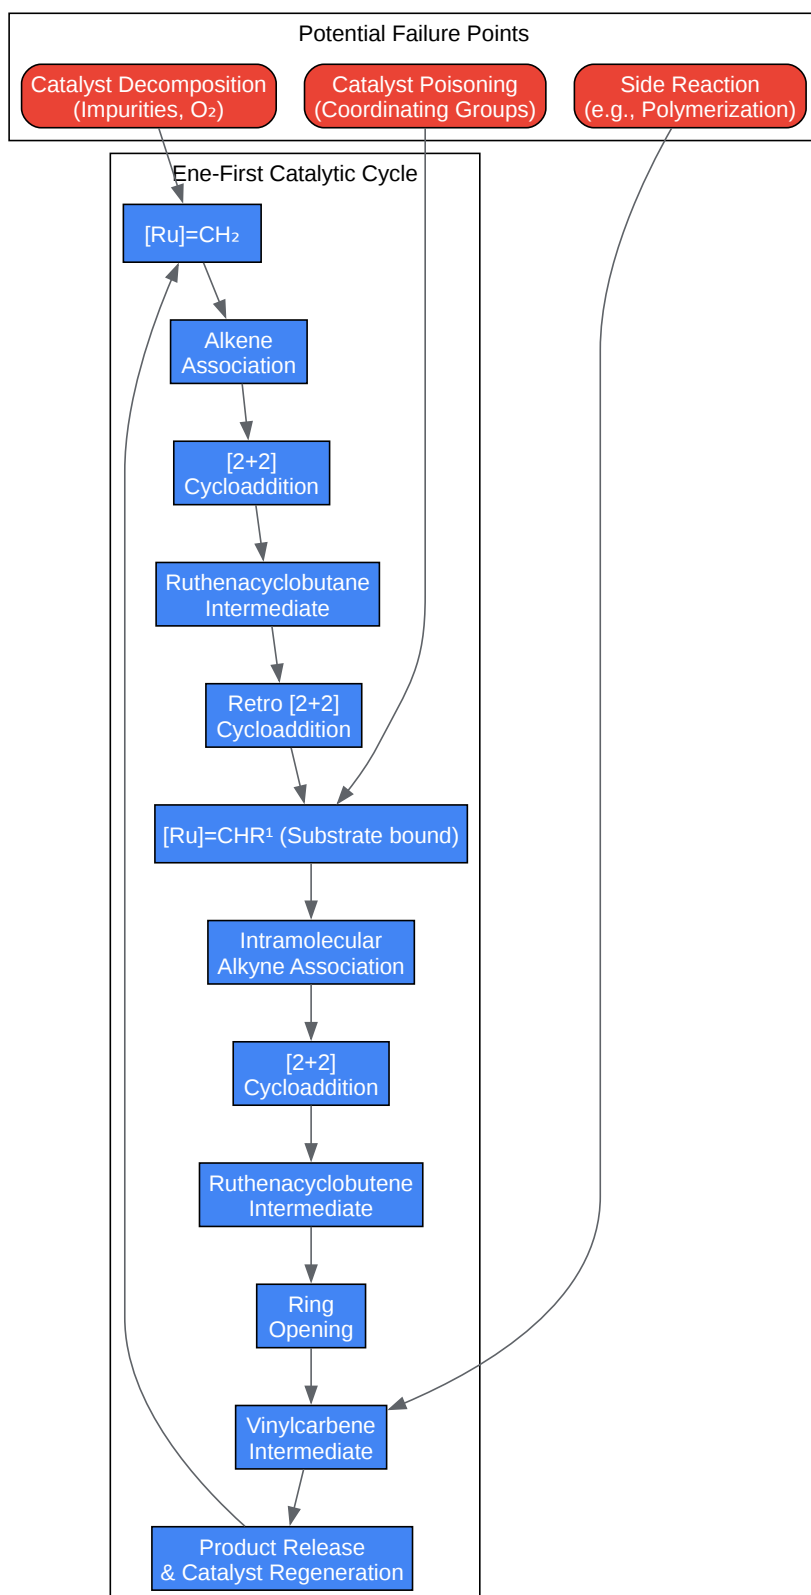 Potential Failure Points
Catalyst Decomposition
(Impurities, O₂)
Catalyst Poisoning
(Coordinating Groups)
Side Reaction
(e.g., Polymerization)
Ene-First Catalytic Cycle
[Ru]=CH₂
Alkene
Association
[2+2]
Cycloaddition
Ruthenacyclobutane
Intermediate
Retro [2+2]
Cycloaddition
[Ru]=CHR¹ (Substrate bound)
Intramolecular
Alkyne Association
[2+2]
Cycloaddition
Ruthenacyclobutene
Intermediate
Ring
Opening
Vinylcarbene
Intermediate
Product Release
& Catalyst Regeneration